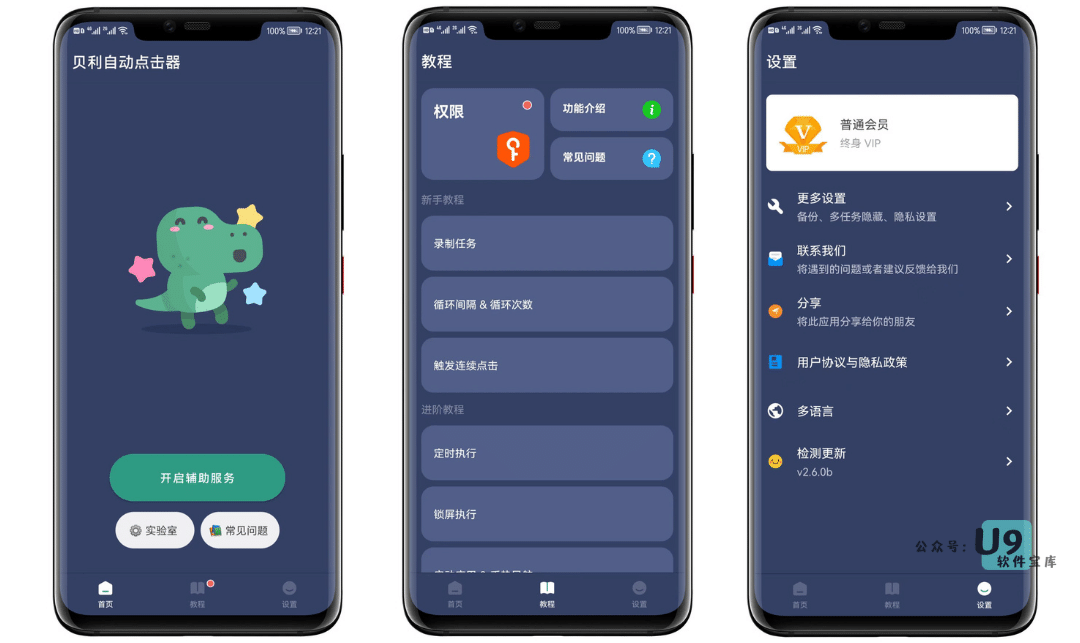 100% 12:21
贝利自动点击器
开启辅助服务
实验室
常见问题
首页
教程
设置
100% 12:21
教程
权限
功能介绍
常见问题
新手教程
录制任务
循环间隔 & 循环次数
触发连续点击
进阶教程
定时执行
锁屏执行
首页
教程
设置
100% 12:21
设置
普通会员
终身 VIP
VIP
更多设置
备份、多任务隐藏、隐私设置
联系我们
将遇到的问题或者建议反馈给我们
分享
将此应用分享给你的朋友
用户协议与隐私政策
多语言
检测更新
v2.6.0b
首页
教程
设置
公众号:
U9
软件宝库